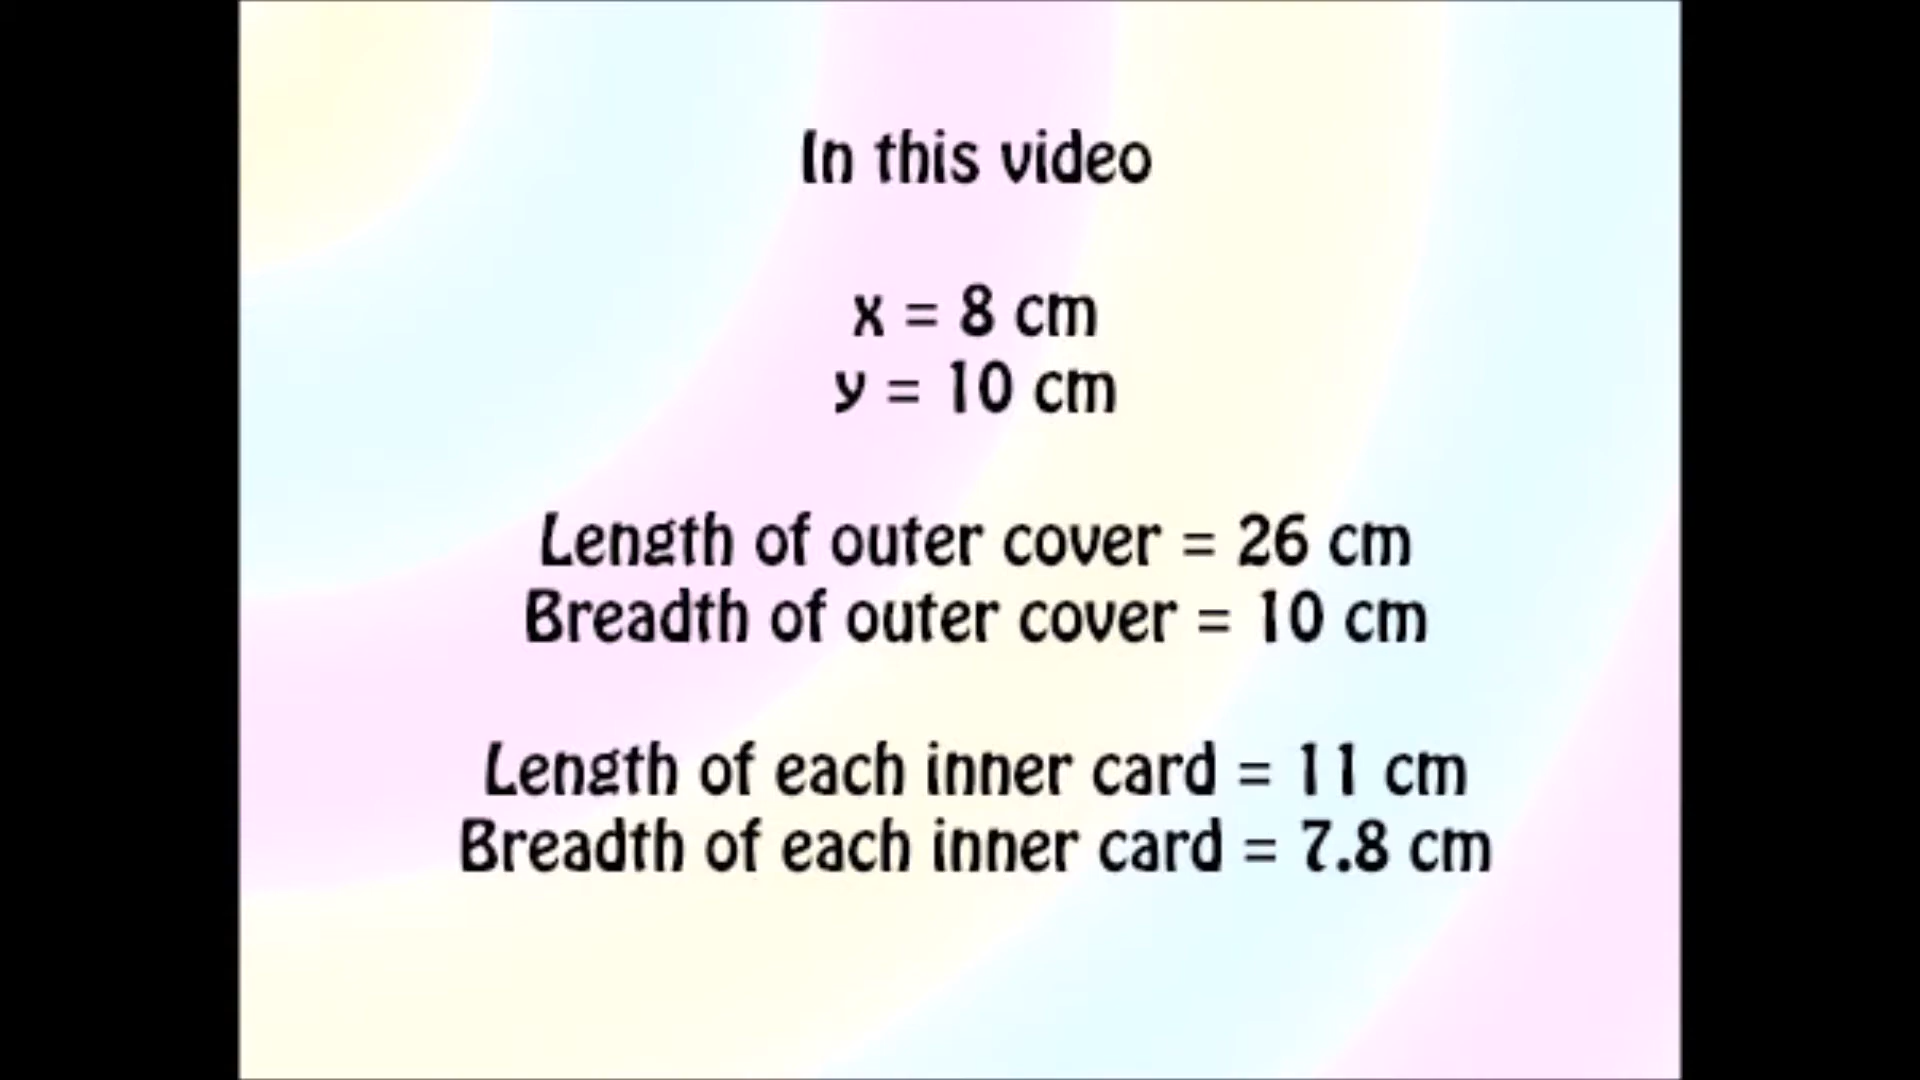 In this video
x = 8 cm
y = 10 cm
Length of outer cover = 26 cm
Breadth of outer cover = 10 cm
Length of each inner card = 11 cm
Breadth of each inner card = 7.8 cm